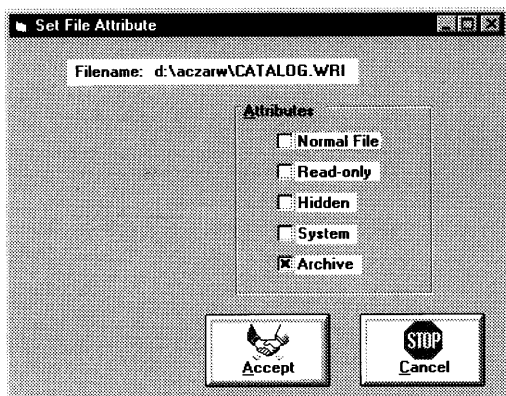 Set File Attribute
Filename: d:\aczarw\CATALOG.WRI
Attributes
Normal File
Read-only
Hidden
System
Archive
STOP
Accept
Cancel